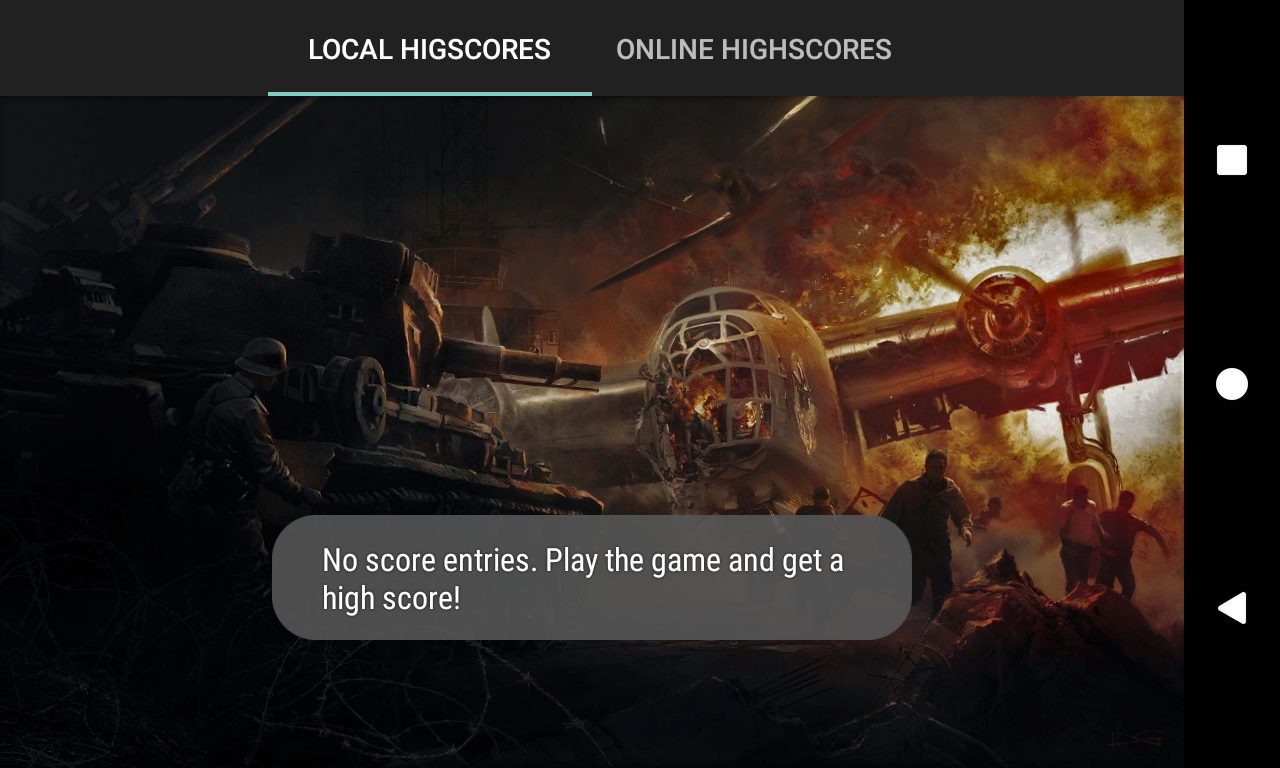 LOCAL HIGSCORES
ONLINE HIGHSCORES
No score entries. Play the game and get a
high score!